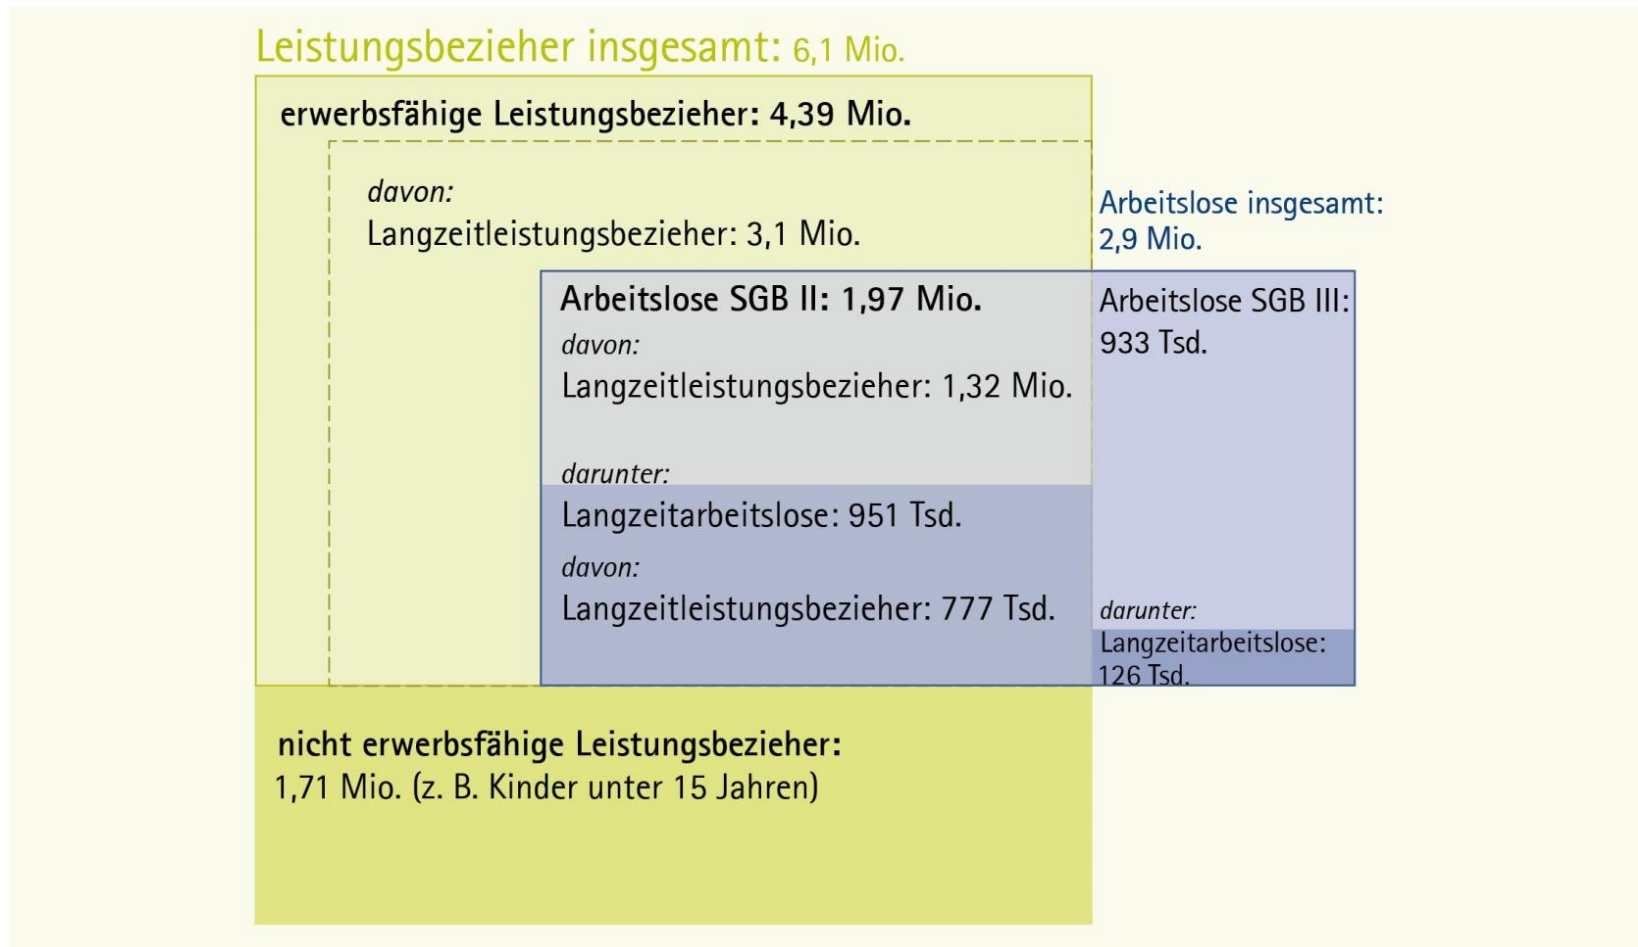 Leistungsbezieher insgesamt: 6,1 Mio.
erwerbsfähige Leistungsbezieher: 4,39 Mio.
davon:
Langzeitleistungsbezieher: 3,1 Mio.
Arbeitslose insgesamt:
2,9 Mio.
Arbeitslose SGB II: 1,97 Mio.
davon:
Langzeitleistungsbezieher: 1,32 Mio.
darunter:
Langzeitarbeitslose: 951 Tsd.
davon:
Langzeitleistungsbezieher: 777 Tsd.
Arbeitslose SGB III:
933 Tsd.
darunter:
Langzeitarbeitslose:
126 Tsd.
nicht erwerbsfähige Leistungsbezieher:
1,71 Mio. (z. B. Kinder unter 15 Jahren)